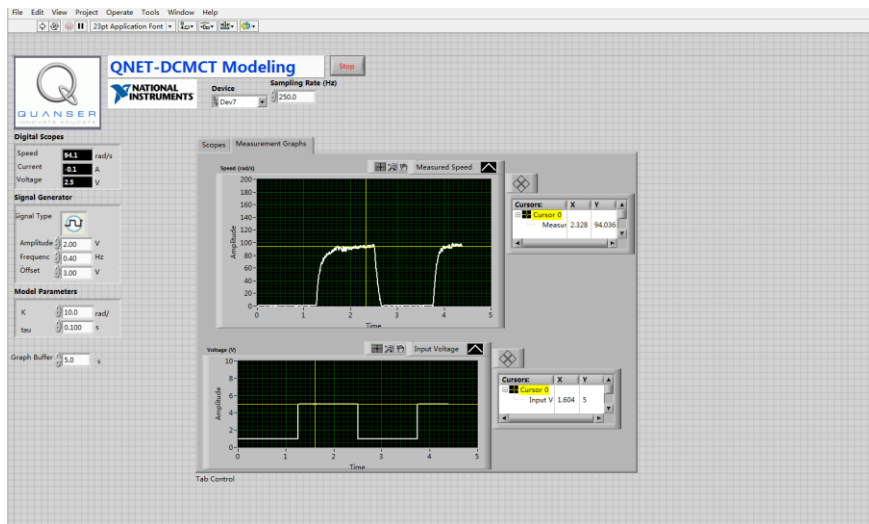 File Edit View Project Operate Tools Window Help
23pt Application Font
QUANSER
INNOVATE EDUCATE
QNET-DCMCT Modeling
Stop
NATIONAL INSTRUMENTS
Device
Dev7
Sampling Rate (Hz)
250.0
Digital Scopes
Speed 94.1 rad/s
Current -0.1 A
Voltage 2.5 V
Signal Generator
Signal Type
Amplitude 2.00 V
Frequenc 0.40 Hz
Offset 3.00 V
Model Parameters
K 10.0 rad/
tau 0.100 s
Graph Buffer 5.0 s
Scopes Measurement Graphs
Speed (rad/s)
Measured Speed
200
180
160
140
120
100
80
60
40
20
0
Amplitude
0 1 2 3 4 5
Time
Cursors: X Y
Cursor 0
Measur 2.328 94.036
Voltage (V)
Input Voltage
10
8
6
4
2
0
Amplitude
0 1 2 3 4 5
Time
Cursors: X Y
Cursor 0
Input V 1.604 5
Tab Control